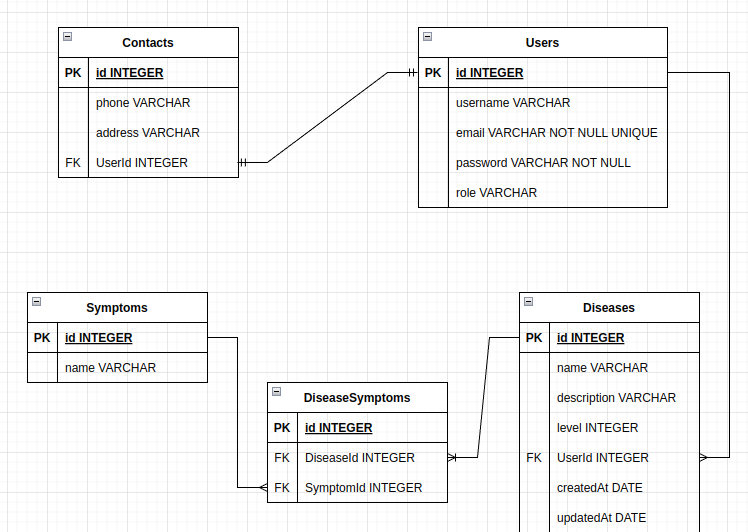 Contacts
PK id INTEGER
phone VARCHAR
address VARCHAR
FK UserId INTEGER
Users
PK id INTEGER
username VARCHAR
email VARCHAR NOT NULL UNIQUE
password VARCHAR NOT NULL
role VARCHAR
Symptoms
PK id INTEGER
name VARCHAR
DiseaseSymptoms
PK id INTEGER
FK DiseaseId INTEGER
FK SymptomId INTEGER
Diseases
PK id INTEGER
name VARCHAR
description VARCHAR
level INTEGER
FK UserId INTEGER
createdAt DATE
updatedAt DATE